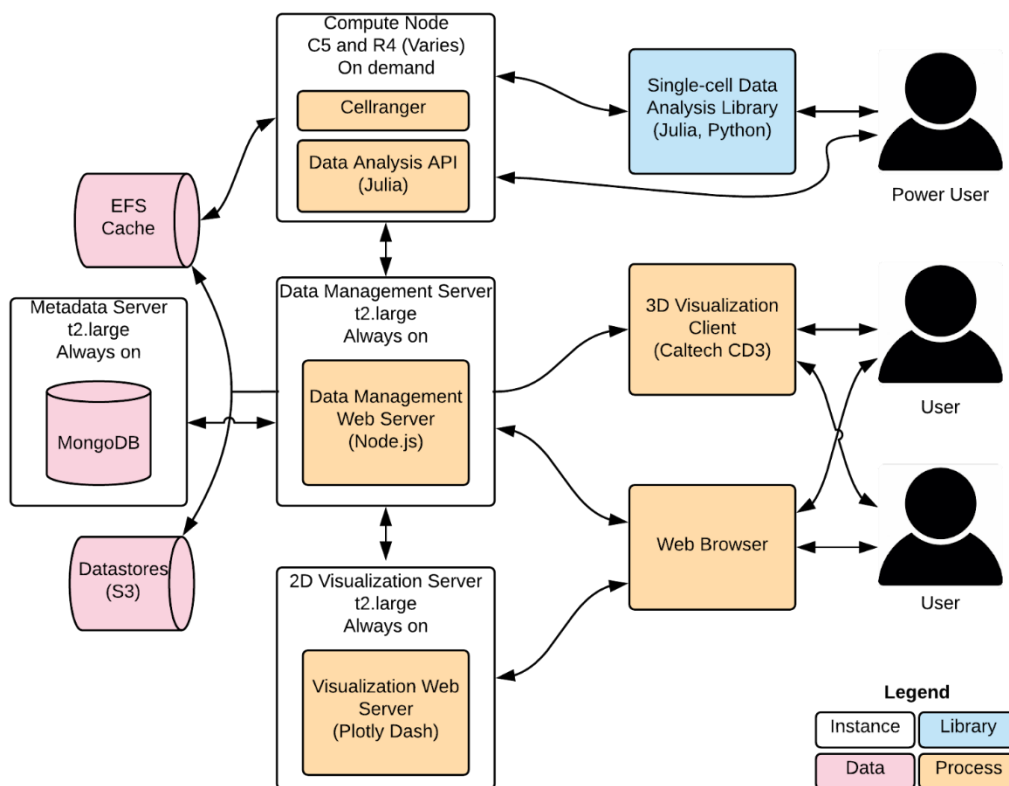 Compute Node
C5 and R4 (Varies)
On demand
Cellranger
Data Analysis API
(Julia)
Single-cell Data
Analysis Library
(Julia, Python)
Power User
EFS
Cache
Metadata Server
t2.large
Always on
MongoDB
Datastores
(S3)
Data Management Server
t2.large
Always on
Data Management
Web Server
(Node.js)
3D Visualization
Client
(Caltech CD3)
User
Web Browser
User
2D Visualization Server
t2.large
Always on
Visualization Web
Server
(Plotly Dash)
Legend
Instance
Library
Data
Process